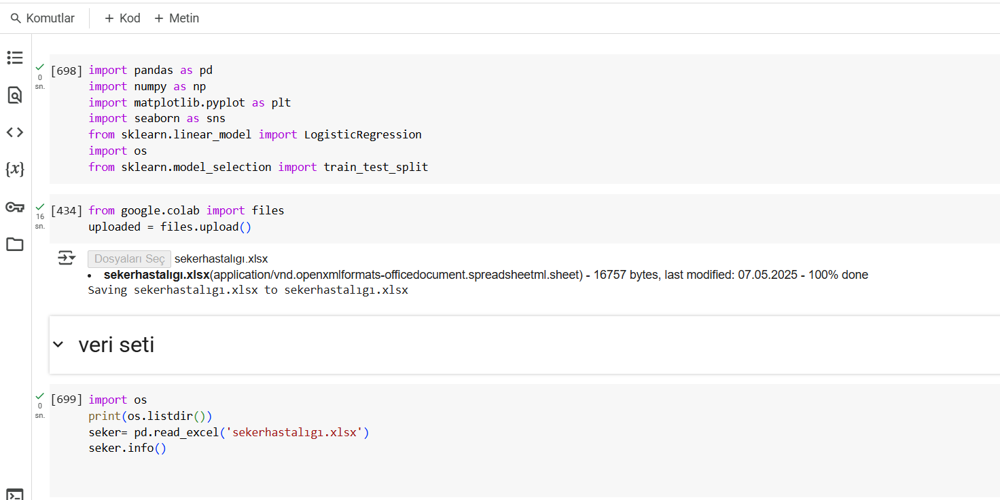 Komutlar + Kod + Metin
[698] import pandas as pd
0 import numpy as np
sn. import matplotlib.pyplot as plt
import seaborn as sns
from sklearn.linear_model import LogisticRegression
import os
from sklearn.model_selection import train_test_split
[434] from google.colab import files
16 uploaded = files.upload()
sn.
Dosyaları Seç sekerhastalıgı.xlsx
• sekerhastalıgı.xlsx(application/vnd.openxmlformats-officedocument.spreadsheetml.sheet) - 16757 bytes, last modified: 07.05.2025 - 100% done
Saving sekerhastalıgı.xlsx to sekerhastalıgı.xlsx
veri seti
[699] import os
0 print(os.listdir())
sn. seker= pd.read_excel('sekerhastalıgı.xlsx')
seker.info()